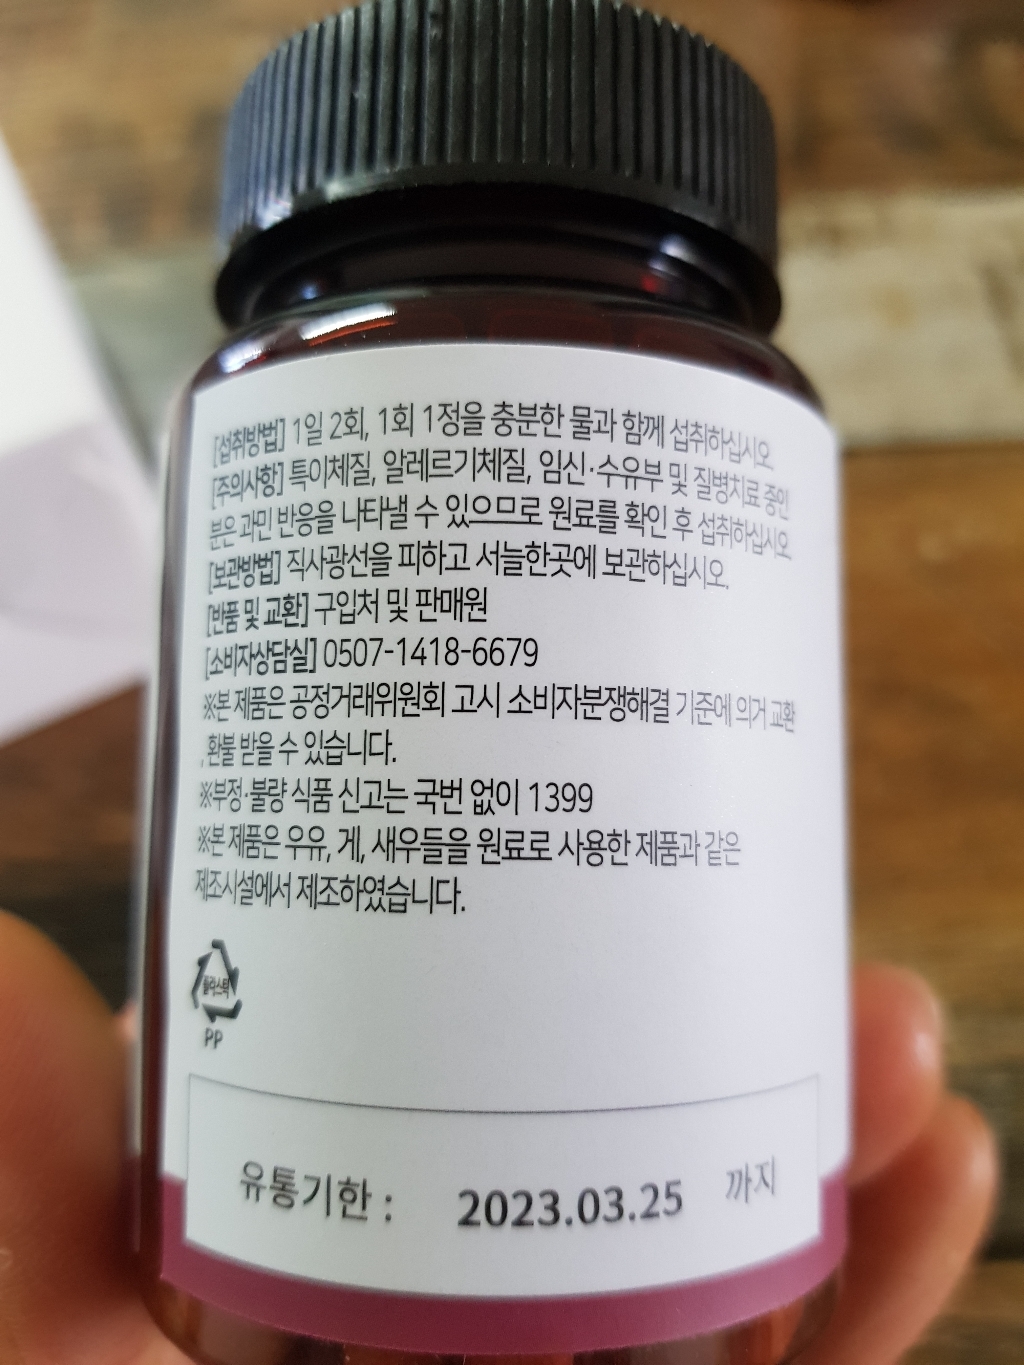 [섭취방법] 1일 2회, 1회 1정을 충분한 물과 함께 섭취하십시오
[주의사항] 특이체질, 알레르기체질, 임신·수유부 및 질병치료 중인
분은 과민 반응을 나타낼 수 있으므로 원료를 확인 후 섭취하십시오.
[보관방법] 직사광선을 피하고 서늘한곳에 보관하십시오.
[반품 및 교환] 구입처 및 판매원
[소비자상담실] 0507-1418-6679
※본 제품은 공정거래위원회 고시 소비자분쟁해결 기준에 의거 교환
, 환불 받을 수 있습니다.
※부정·불량 식품 신고는 국번 없이 1399
※본 제품은 우유, 게, 새우들을 원료로 사용한 제품과 같은
제조시설에서 제조하였습니다.
플라스틱
PP
유통기한 : 2023.03.25 까지